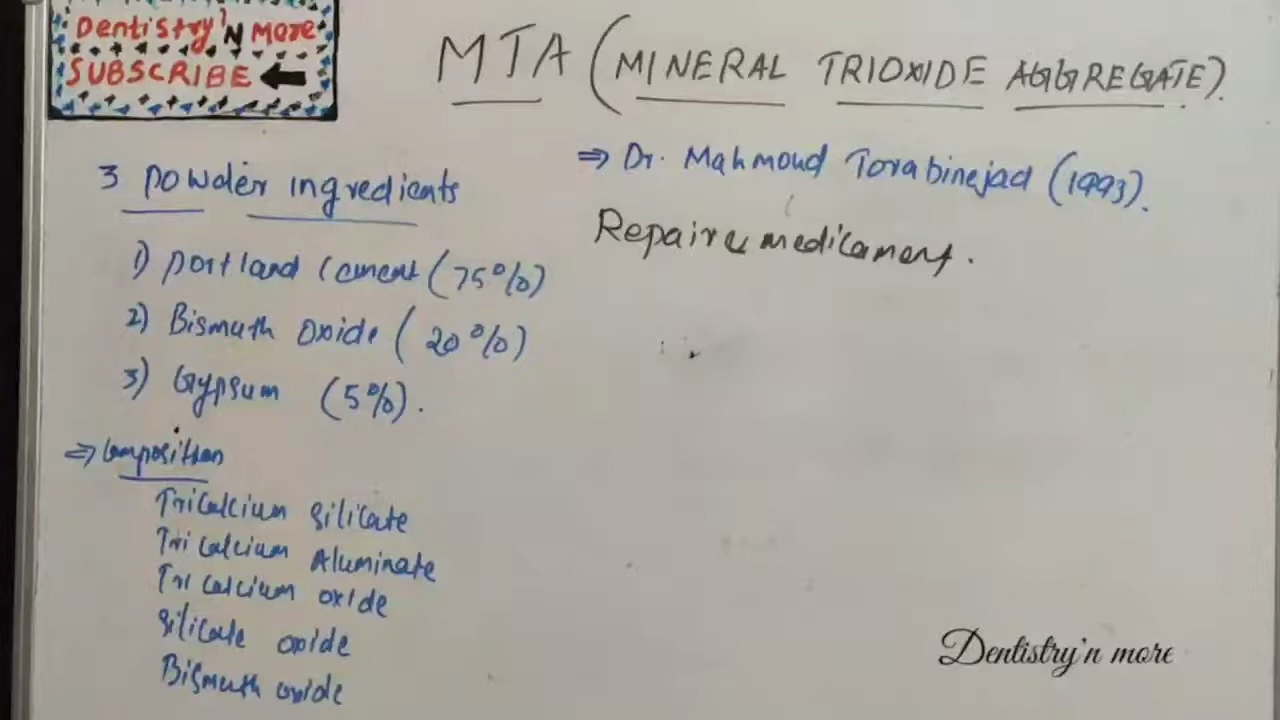 Dentistry'N More
SUBSCRIBE
MTA (MINERAL TRIOXIDE AGGREGATE).
⇒ Dr. Mahmoud Torabinejad (1993).
Repair & medicament.
3 powder ingredients
1) portland cement (75%)
2) Bismuth oxide (20%)
3) Gypsum (5%).
⇒ Composition
Tricalcium silicate
Tri calcium Aluminate
Tri calcium oxide
silicate oxide
Bismuth oxide
Dentistry'n more